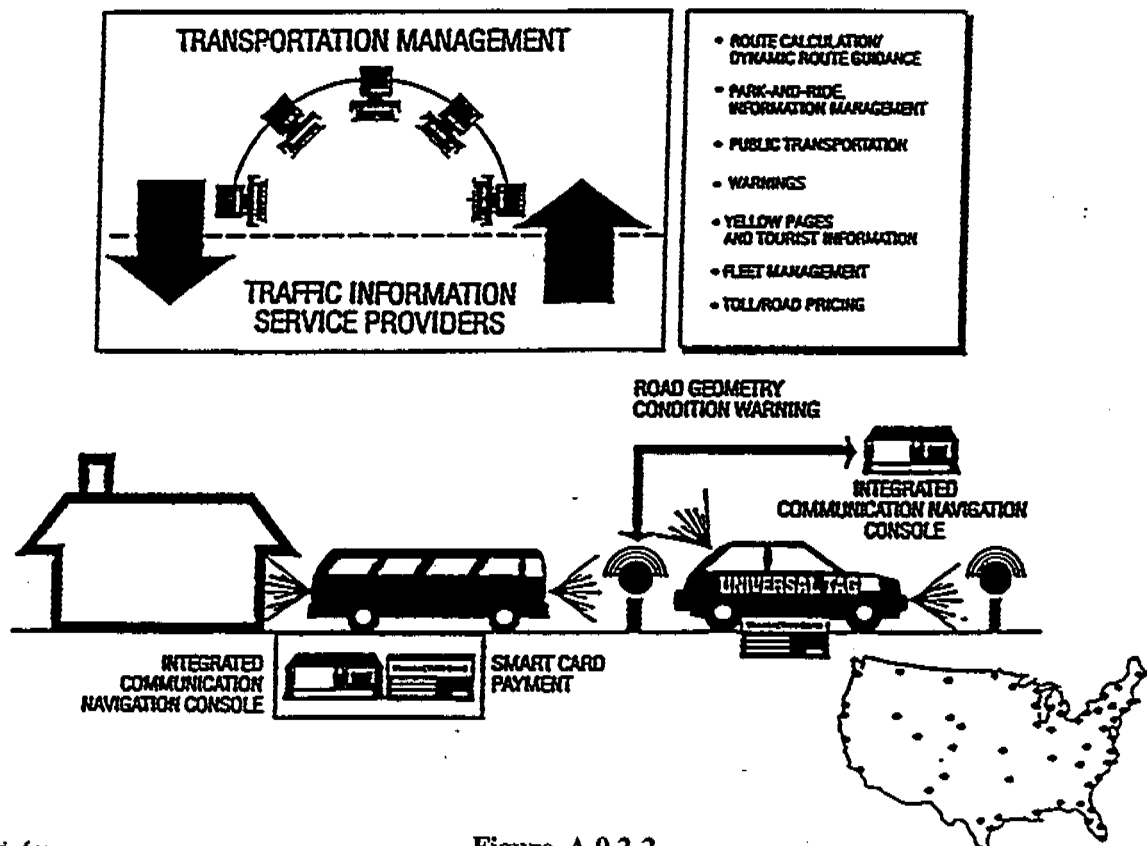 TRANSPORTATION MANAGEMENT
TRAFFIC INFORMATION
SERVICE PROVIDERS
• ROUTE CALCULATION/
DYNAMIC ROUTE GUIDANCE
• PARK-AND-RIDE,
INFORMATION MANAGEMENT
• PUBLIC TRANSPORTATION
• WARNINGS
• YELLOW PAGES
AND TOURIST INFORMATION
• FLEET MANAGEMENT
• TOLL/ROAD PRICING
ROAD GEOMETRY
CONDITION WARNING
INTEGRATED
COMMUNICATION NAVIGATION
CONSOLE
UNIVERSAL TAG
INTEGRATED
COMMUNICATION
NAVIGATION CONSOLE
SMART CARD
PAYMENT
Figure A.0.3-2